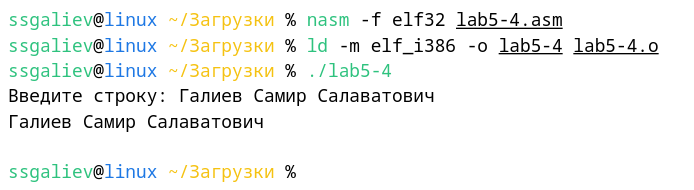 ssgaliev@linux ~/Загрузки % nasm -f elf32 lab5-4.asm
ssgaliev@linux ~/Загрузки % ld -m elf_i386 -o lab5-4 lab5-4.o
ssgaliev@linux ~/Загрузки % ./lab5-4
Введите строку: Галиев Самир Салаватович
Галиев Самир Салаватович
ssgaliev@linux ~/Загрузки %